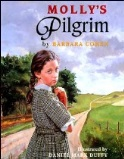 MOLLY'S
Pilgrim
by BARBARA COHEN
Illustrated by
DANIEL MARK DUFFY